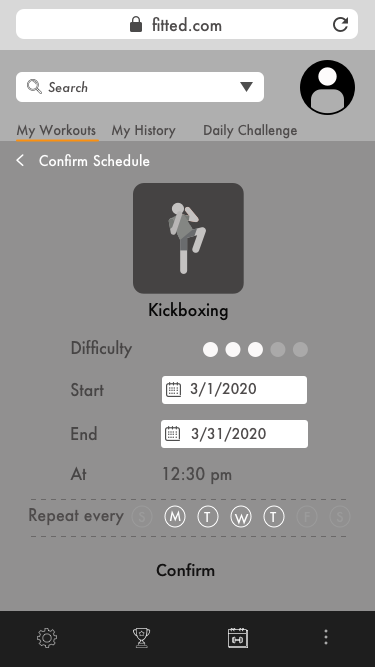 fitted.com
Search
My Workouts My History Daily Challenge
Confirm Schedule
Kickboxing
Difficulty
Start 3/1/2020
End 3/31/2020
At 12:30 pm
Repeat every S M T W T F S
Confirm